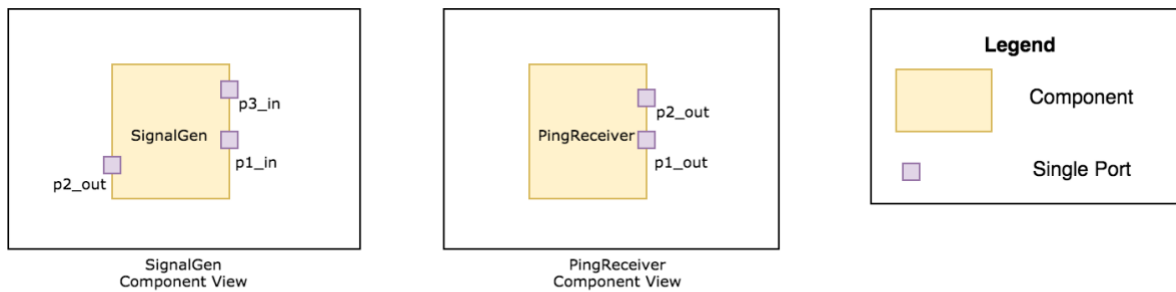 p3_in
SignalGen
p1_in
p2_out
SignalGen
Component View
p2_out
PingReceiver
p1_out
PingReceiver
Component View
Legend
Component
Single Port